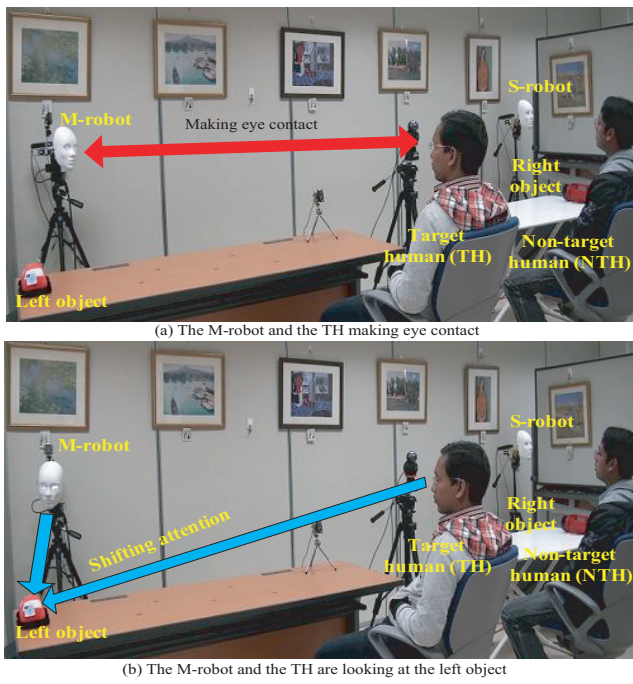 S-robot
M-robot
Making eye contact
Right
object
Target
human (TH)
Non-target
human (NTH)
Left object
(a) The M-robot and the TH making eye contact
S-robot
M-robot
Shifting attention
Right
object
Target
human (TH)
Non-target
human (NTH)
Left object
(b) The M-robot and the TH are looking at the left object